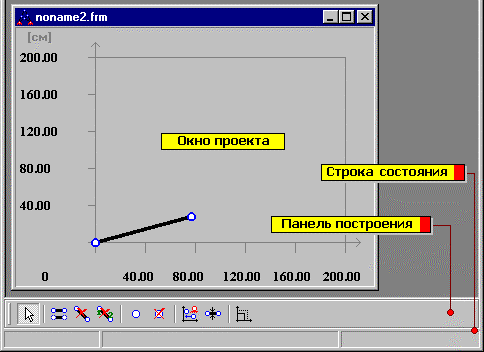 noname2.frm
[см]
200.00
160.00
120.00
Окно проекта
80.00
Строка состояния
40.00
Панель построения
0 40.00 80.00 120.00 160.00 200.00